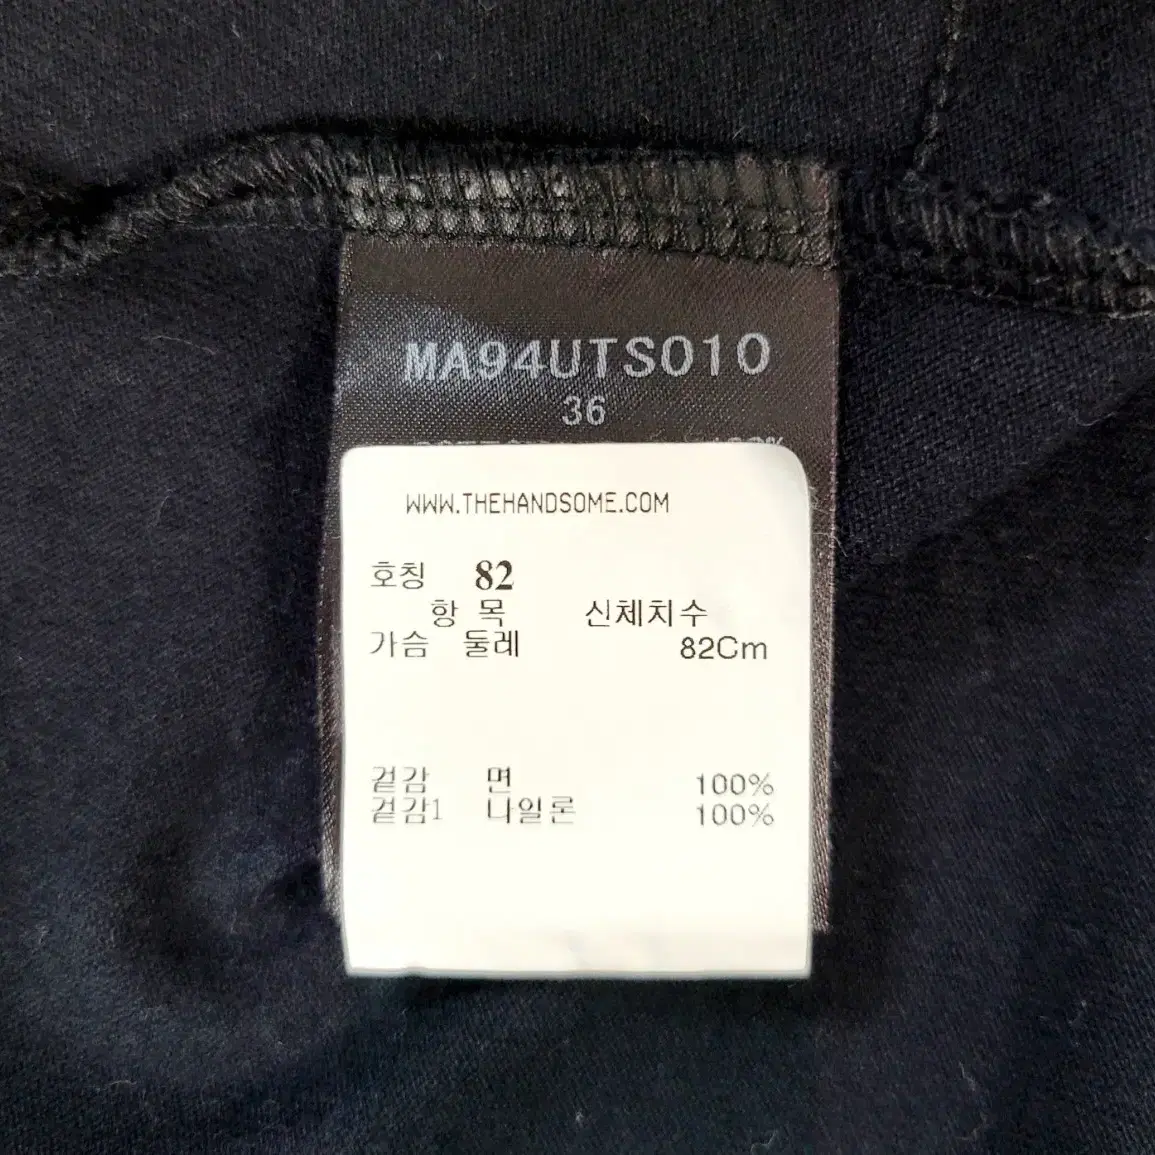 MA94UTS010
36
WWW.THEHANDSOME.COM
호칭 82
항 목 신체치수
가슴 둘레 82Cm
겉감 면 100%
겉감1 나일론 100%